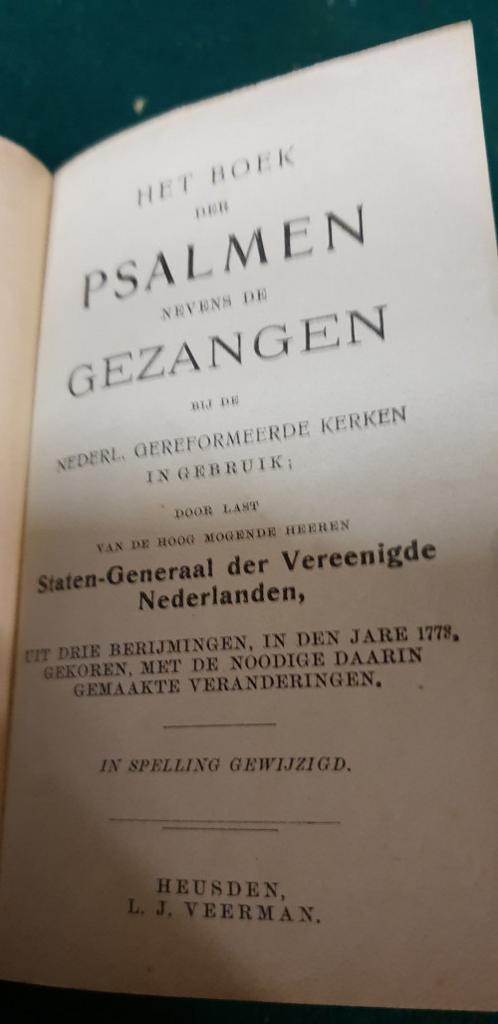 HET BOEK
DER
PSALMEN
NEVENS DE
GEZANGEN
BIJ DE
NEDERL. GEREFORMEERDE KERKEN
IN GEBRUIK;
DOOR LAST
VAN DE HOOG MOGENDE HEEREN
Staten-Generaal der Vereenigde
Nederlanden,
UIT DRIE BERIJMINGEN, IN DEN JARE 1773,
GEKOREN, MET DE NOODIGE DAARIN
GEMAAKTE VERANDERINGEN.
IN SPELLING GEWIJZIGD.
HEUSDEN,
L. J. VEERMAN.